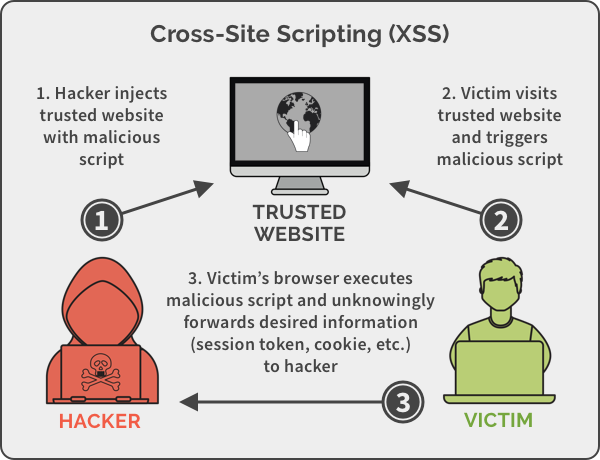 Cross-Site Scripting (XSS)
1. Hacker injects
trusted website
with malicious
script
2. Victim visits
trusted website
and triggers
malicious script
1
2
TRUSTED
WEBSITE
3. Victim’s browser executes
malicious script and unknowingly
forwards desired information
(session token, cookie, etc.)
to hacker
3
HACKER
VICTIM